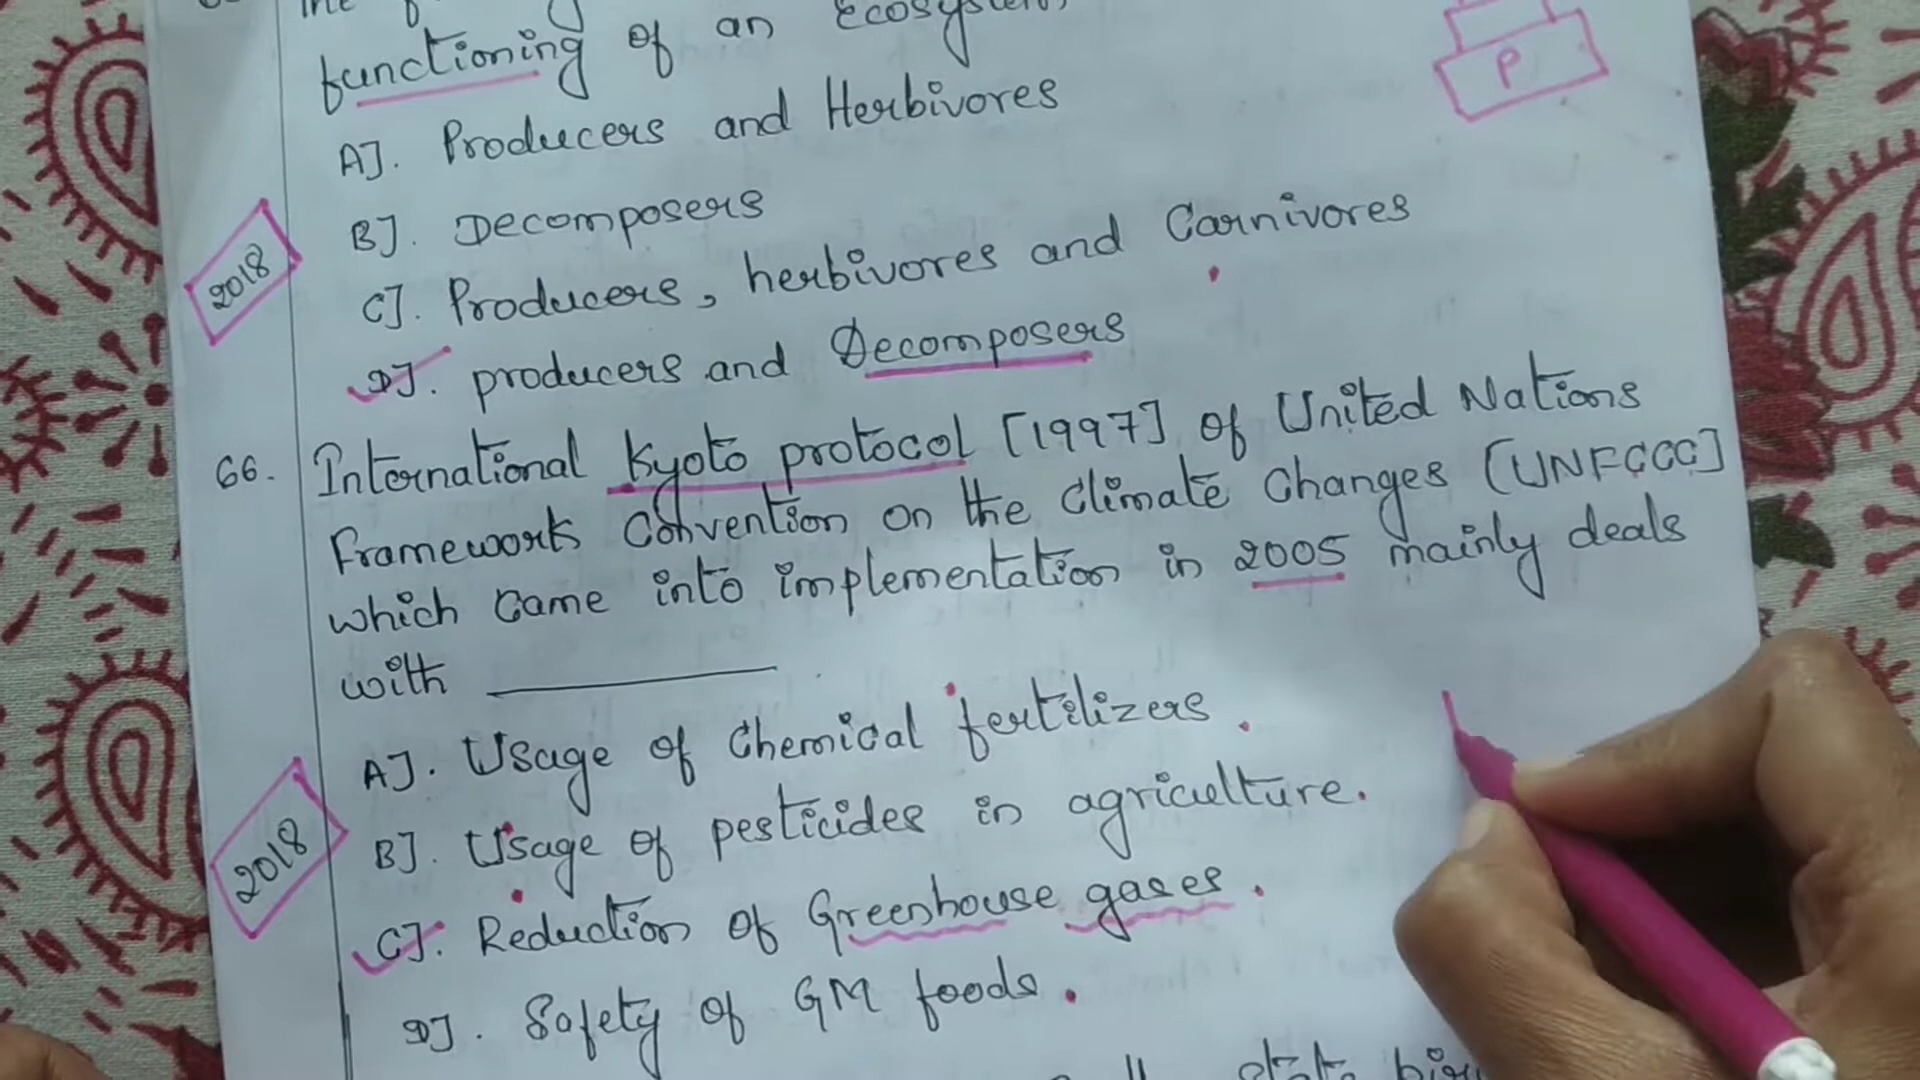 functioning of an Ecosystem
P
A]. Producers and Herbivores
B]. Decomposers
2018
C]. Producers, herbivores and Carnivores
D]. producers and Decomposers
66. International Kyoto protocol [1997] of United Nations
Framework Convention on the Climate Changes [UNFCCC]
which came into implementation in 2005 mainly deals
with
A]. Usage of Chemical fertilizers.
B]. Usage of pesticides in agriculture.
2018
C]. Reduction of Greenhouse gases.
D]. Safety of GM foods.